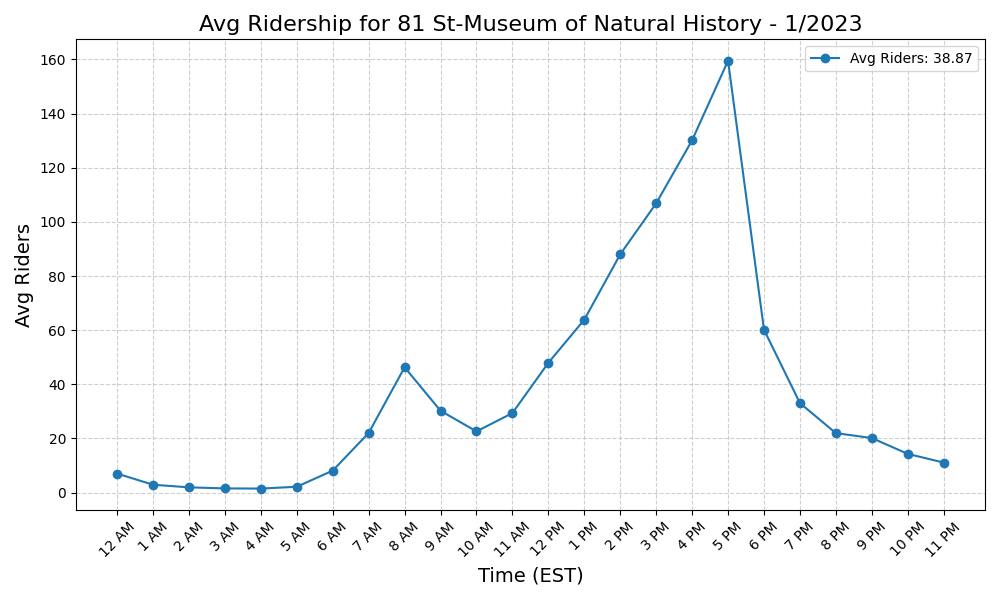 Avg Ridership for 81 St-Museum of Natural History - 1/2023
Avg Riders: 38.87
Avg Riders
160
140
120
100
80
60
40
20
0
12 AM
1 AM
2 AM
3 AM
4 AM
5 AM
6 AM
7 AM
8 AM
9 AM
10 AM
11 AM
12 PM
1 PM
2 PM
3 PM
4 PM
5 PM
6 PM
7 PM
8 PM
9 PM
10 PM
11 PM
Time (EST)